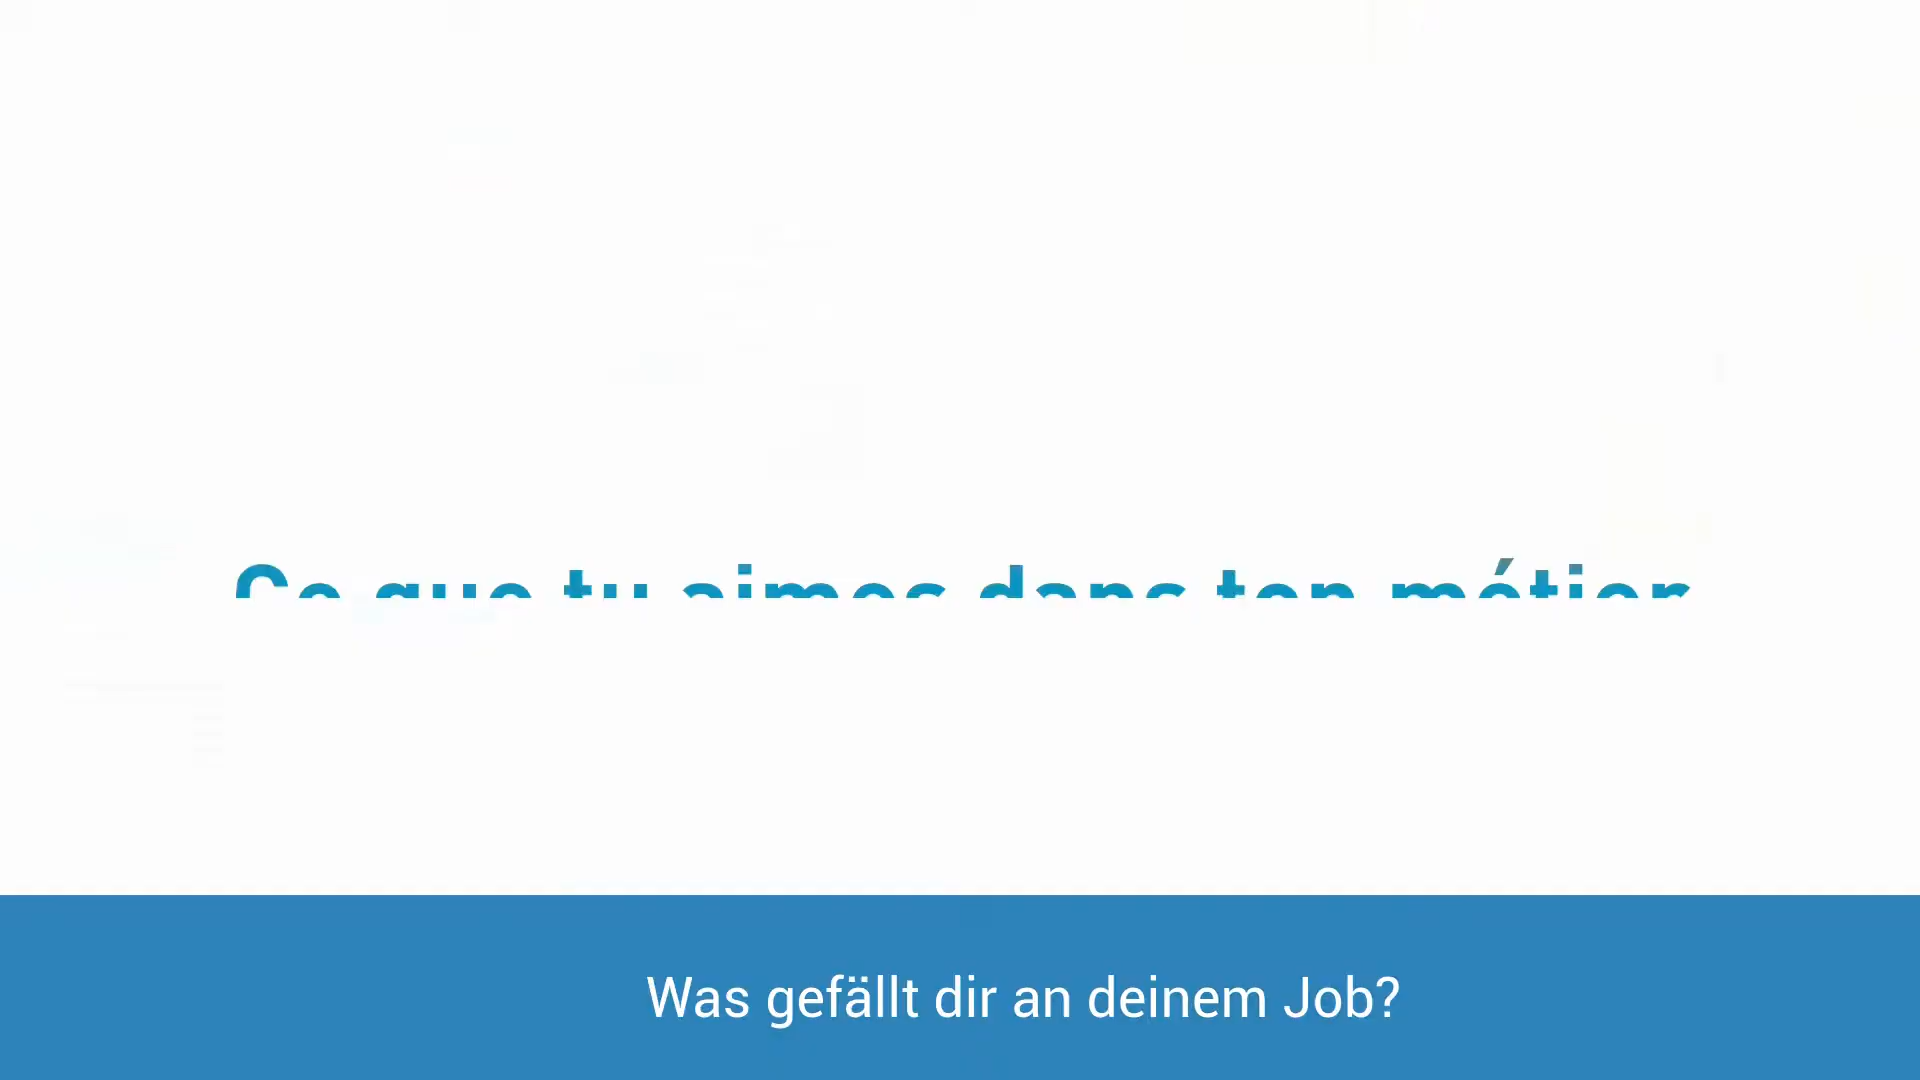 Ce que tu aimes dans ton métier
Was gefällt dir an deinem Job?